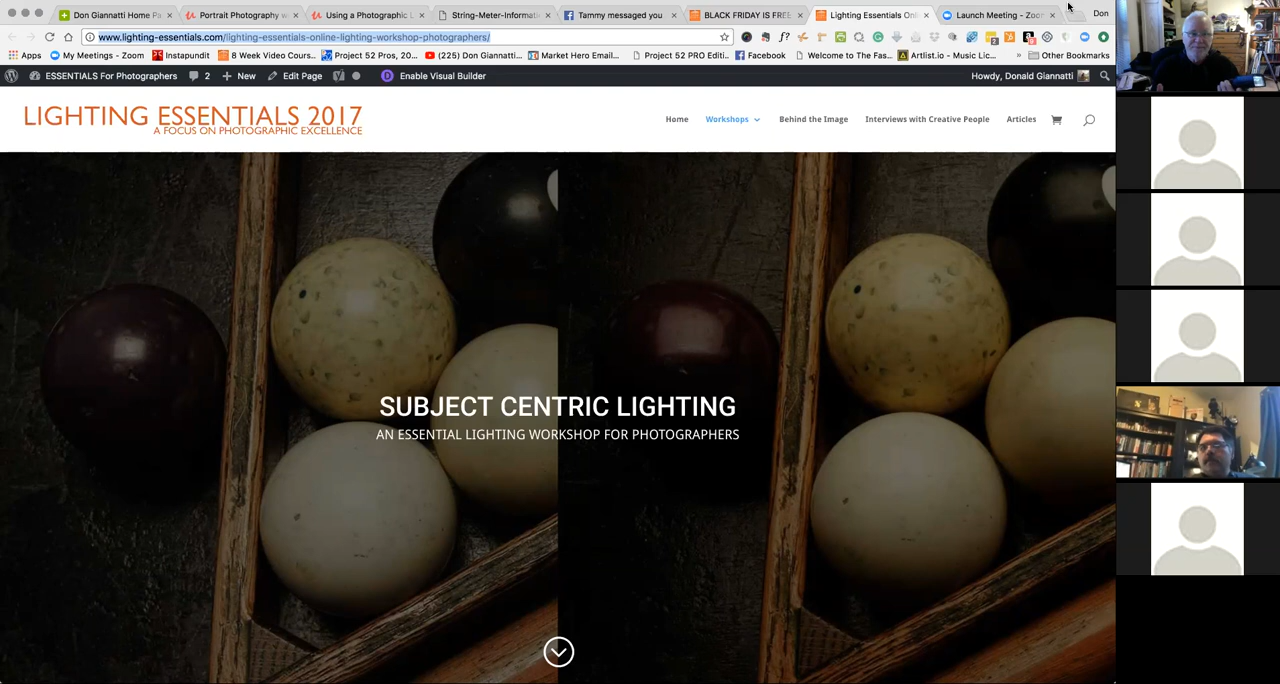 Don Giannatti Home Pa
Portrait Photography w
Using a Photographic L
String-Meter-Informati
Tammy messaged you
BLACK FRIDAY IS FREE
Lighting Essentials Onl
Launch Meeting - Zoom
Don
www.lighting-essentials.com/lighting-essentials-online-lighting-workshop-photographers/
Apps
My Meetings - Zoom
Instapundit
8 Week Video Cours...
Project 52 Pros, 20...
(225) Don Giannatti...
Market Hero Email...
Project 52 PRO Editi...
Facebook
Welcome to The Fas...
Artlist.io - Music Lic...
»
Other Bookmarks
ESSENTIALS For Photographers
2
New
Edit Page
Enable Visual Builder
Howdy, Donald Giannatti
LIGHTING ESSENTIALS 2017
A FOCUS ON PHOTOGRAPHIC EXCELLENCE
Home
Workshops
Behind the Image
Interviews with Creative People
Articles
SUBJECT CENTRIC LIGHTING
AN ESSENTIAL LIGHTING WORKSHOP FOR PHOTOGRAPHERS